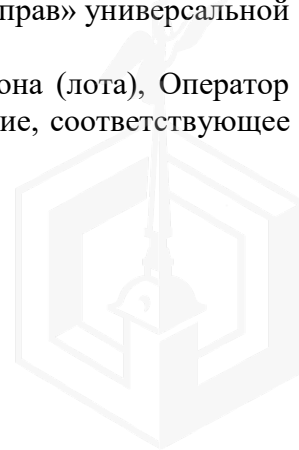 прав» универсальной
она (лота), Оператор
ие, соответствующее